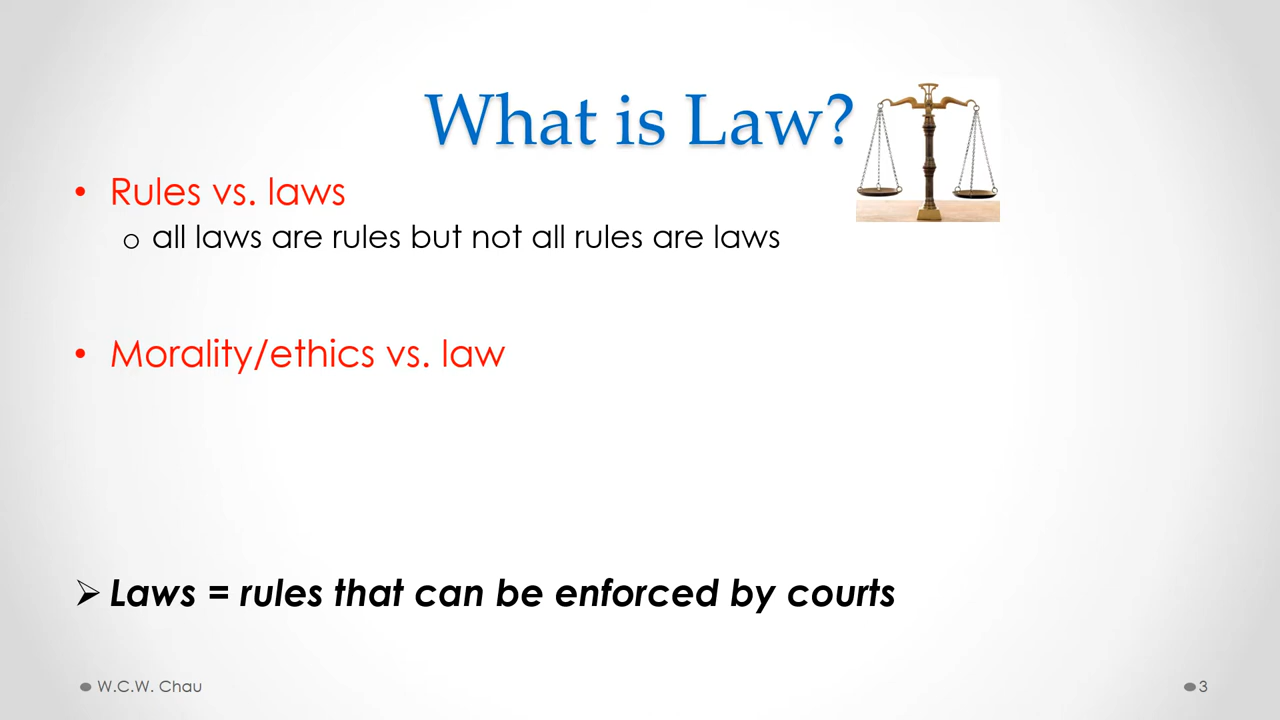 What is Law?
• Rules vs. laws
o all laws are rules but not all rules are laws
• Morality/ethics vs. law
➢ Laws = rules that can be enforced by courts
W.C.W. Chau
3